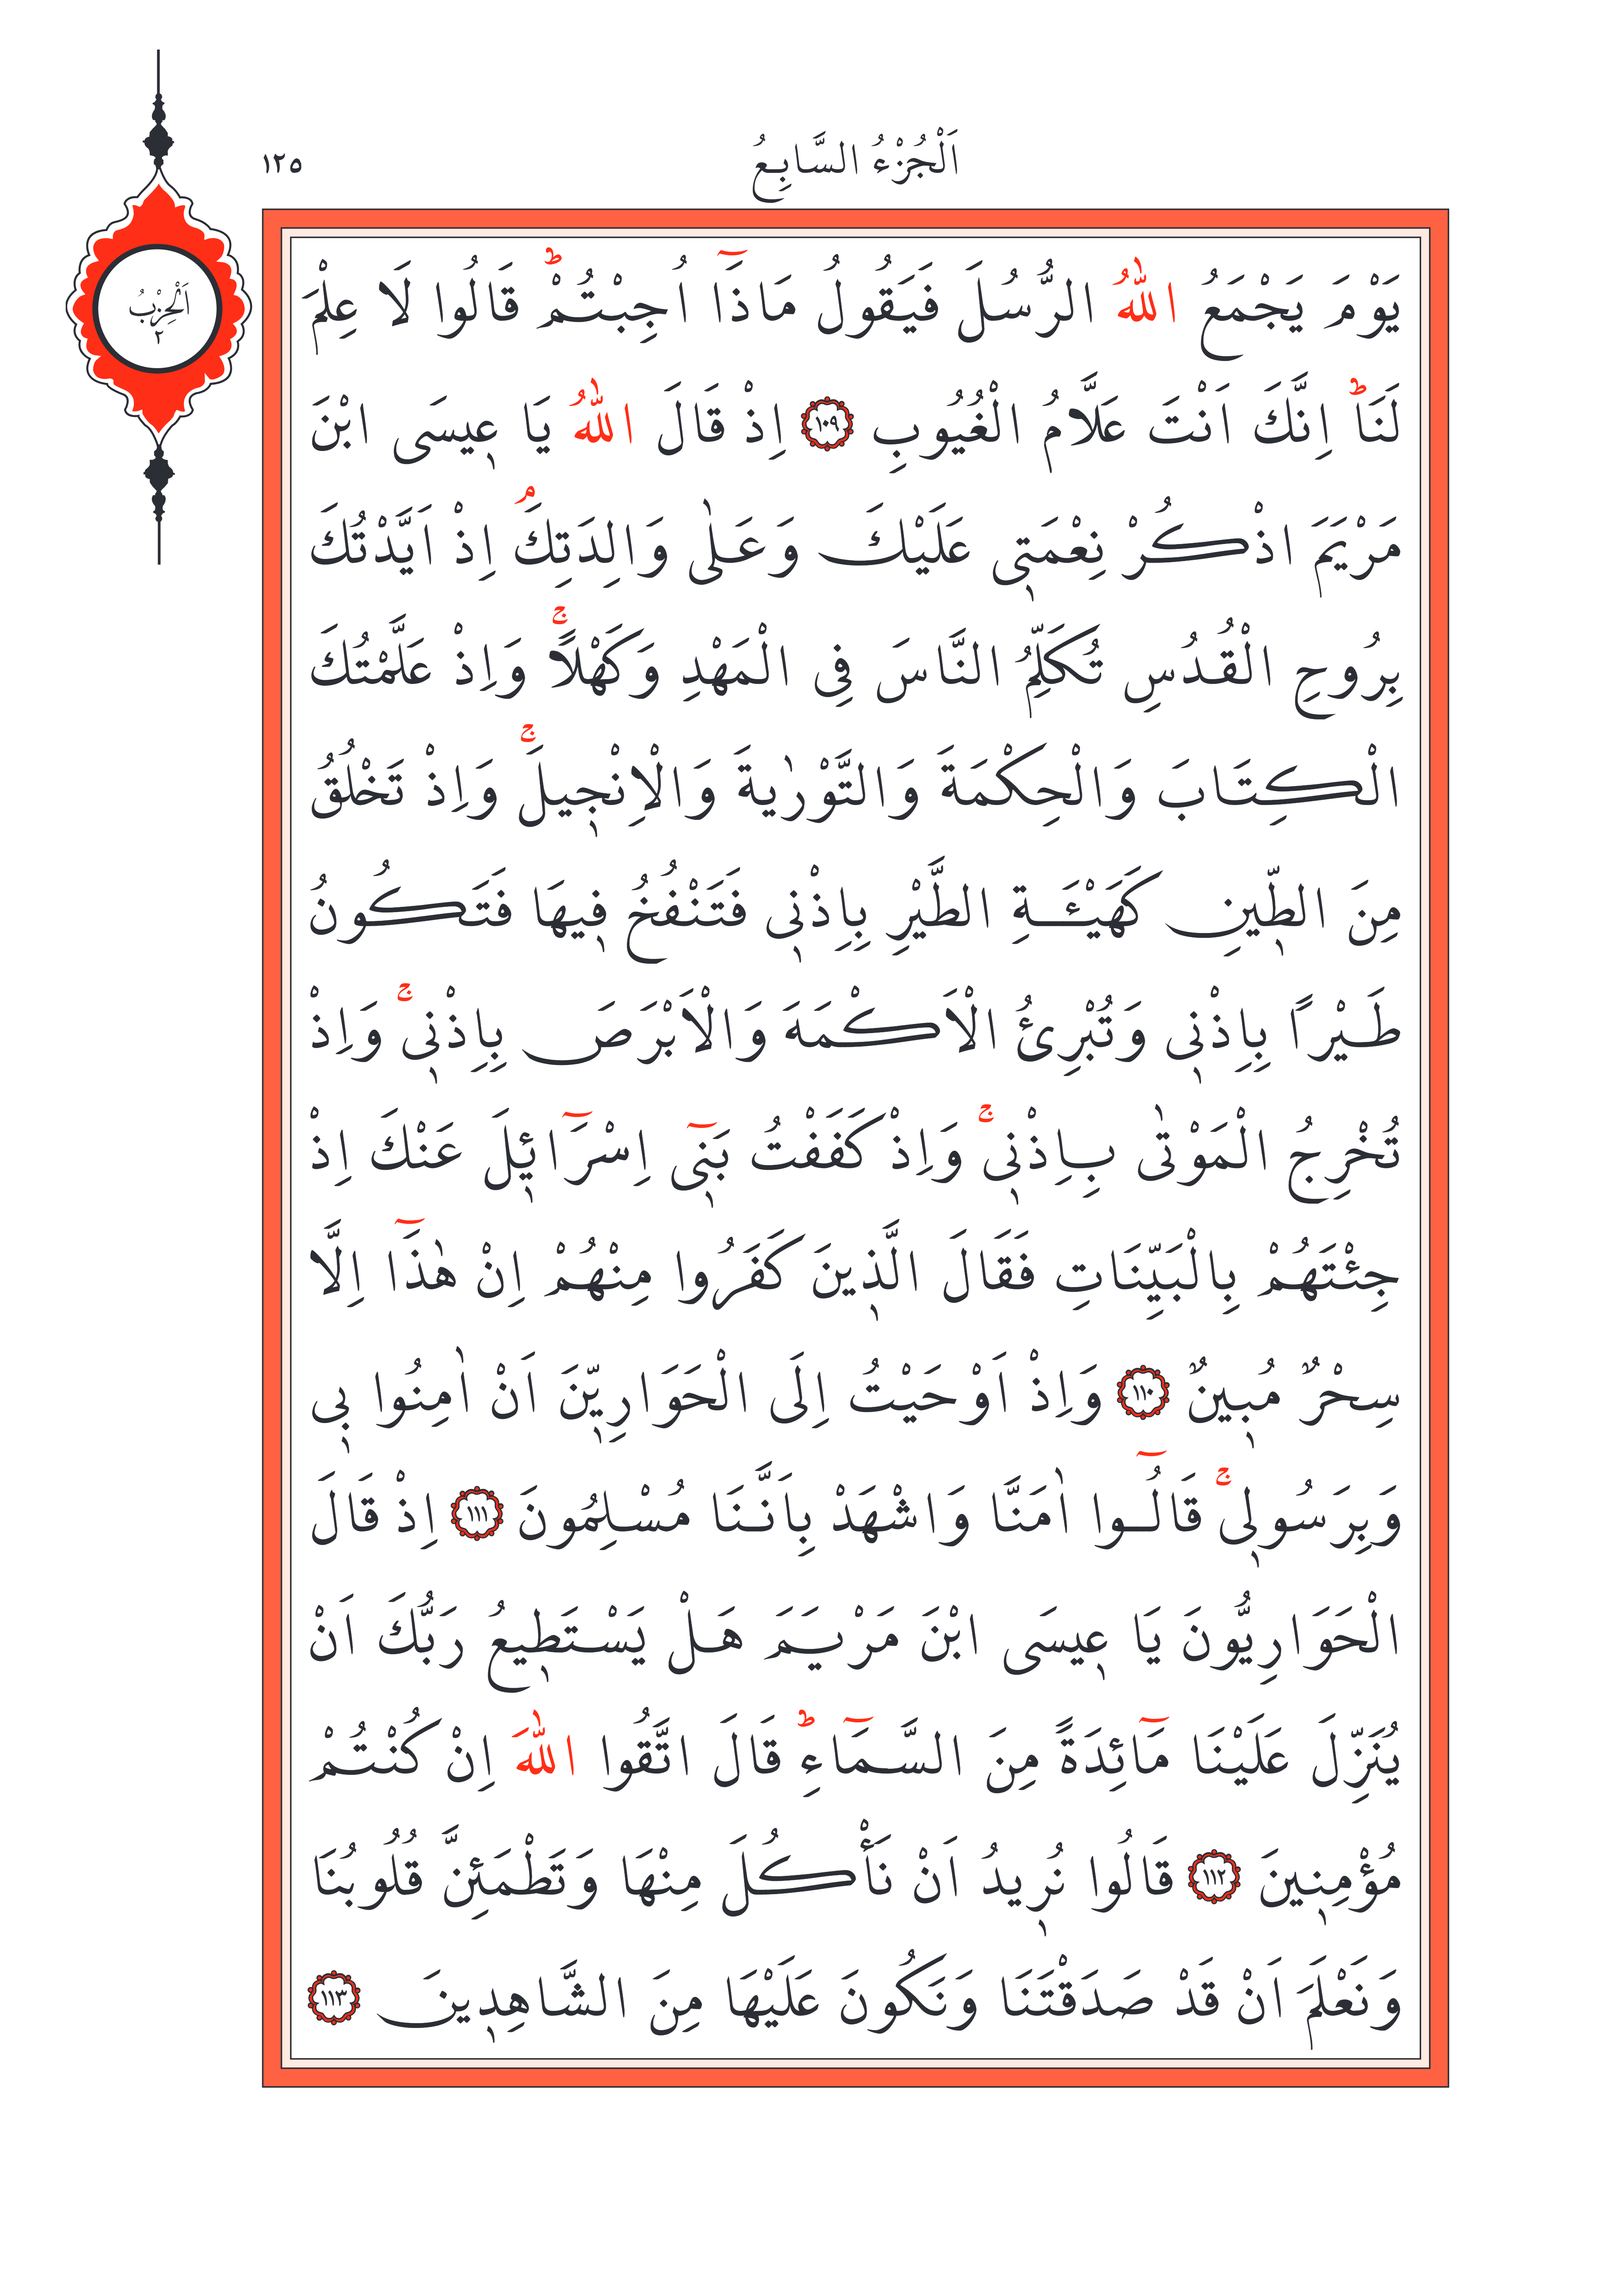 اَلْجُزْءُ السَّابِعُ
١٢٥
اَلْحِزْبُ
٢
يَوْمَ يَجْمَعُ اللّٰهُ الرُّسُلَ فَيَقُولُ مَاذَٓا اُجِبْتُمْۜ قَالُوا لَا عِلْمَ
لَنَاۜ اِنَّكَ اَنْتَ عَلَّامُ الْغُيُوبِ ﴿١٠٩﴾ اِذْ قَالَ اللّٰهُ يَا ع۪يسَى ابْنَ
مَرْيَمَ اذْكُرْ نِعْمَت۪ي عَلَيْكَ وَعَلٰى وَالِدَتِكَۢ اِذْ اَيَّدْتُكَ
بِرُوحِ الْقُدُسِ تُكَلِّمُ النَّاسَ فِي الْمَهْدِ وَكَهْلًاۚ وَاِذْ عَلَّمْتُكَ
الْكِتَابَ وَالْحِكْمَةَ وَالتَّوْرٰيةَ وَالْاِنْج۪يلَۚ وَاِذْ تَخْلُقُ
مِنَ الطّ۪ينِ كَهَيْـَٔةِ الطَّيْرِ بِاِذْن۪ي فَتَنْفُخُ ف۪يهَا فَتَكُونُ
طَيْرًا بِاِذْن۪ي وَتُبْرِئُ الْاَكْمَهَ وَالْاَبْرَصَ بِاِذْن۪يۚ وَاِذْ
تُخْرِجُ الْمَوْتٰى بِاِذْن۪يۚ وَاِذْ كَفَفْتُ بَن۪ٓي اِسْرَٓائ۪لَ عَنْكَ اِذْ
جِئْتَهُمْ بِالْبَيِّنَاتِ فَقَالَ الَّذ۪ينَ كَفَرُوا مِنْهُمْ اِنْ هٰذَٓا اِلَّا
سِحْرٌ مُب۪ينٌ ﴿١١٠﴾ وَاِذْ اَوْحَيْتُ اِلَى الْحَوَارِيّ۪نَ اَنْ اٰمِنُوا ب۪ي
وَبِرَسُول۪يۚ قَالُٓوا اٰمَنَّا وَاشْهَدْ بِاَنَّنَا مُسْلِمُونَ ﴿١١١﴾ اِذْ قَالَ
الْحَوَارِيُّونَ يَا ع۪يسَى ابْنَ مَرْيَمَ هَلْ يَسْتَط۪يعُ رَبُّكَ اَنْ
يُنَزِّلَ عَلَيْنَا مَٓائِدَةً مِنَ السَّمَٓاءِۜ قَالَ اتَّقُوا اللّٰهَ اِنْ كُنْتُمْ
مُؤْمِن۪ينَ ﴿١١٢﴾ قَالُوا نُر۪يدُ اَنْ نَأْكُلَ مِنْهَا وَتَطْمَئِنَّ قُلُوبُنَا
وَنَعْلَمَ اَنْ قَدْ صَدَقْتَنَا وَنَكُونَ عَلَيْهَا مِنَ الشَّاهِد۪ينَ ﴿١١٣﴾